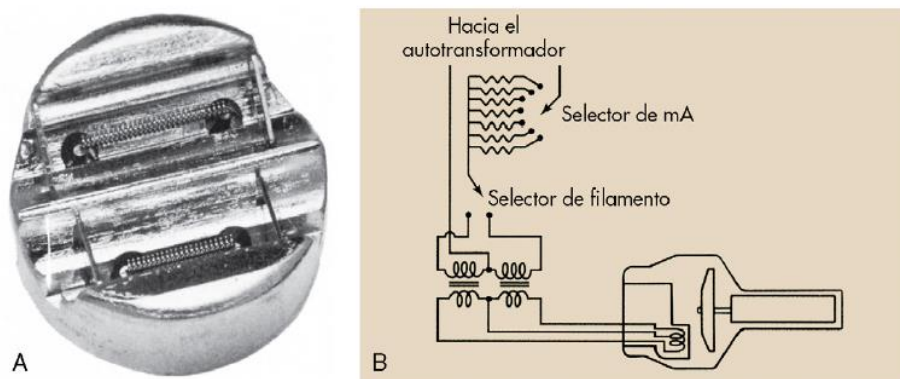 A
B
Hacia el
autotransformador
Selector de mA
Selector de filamento